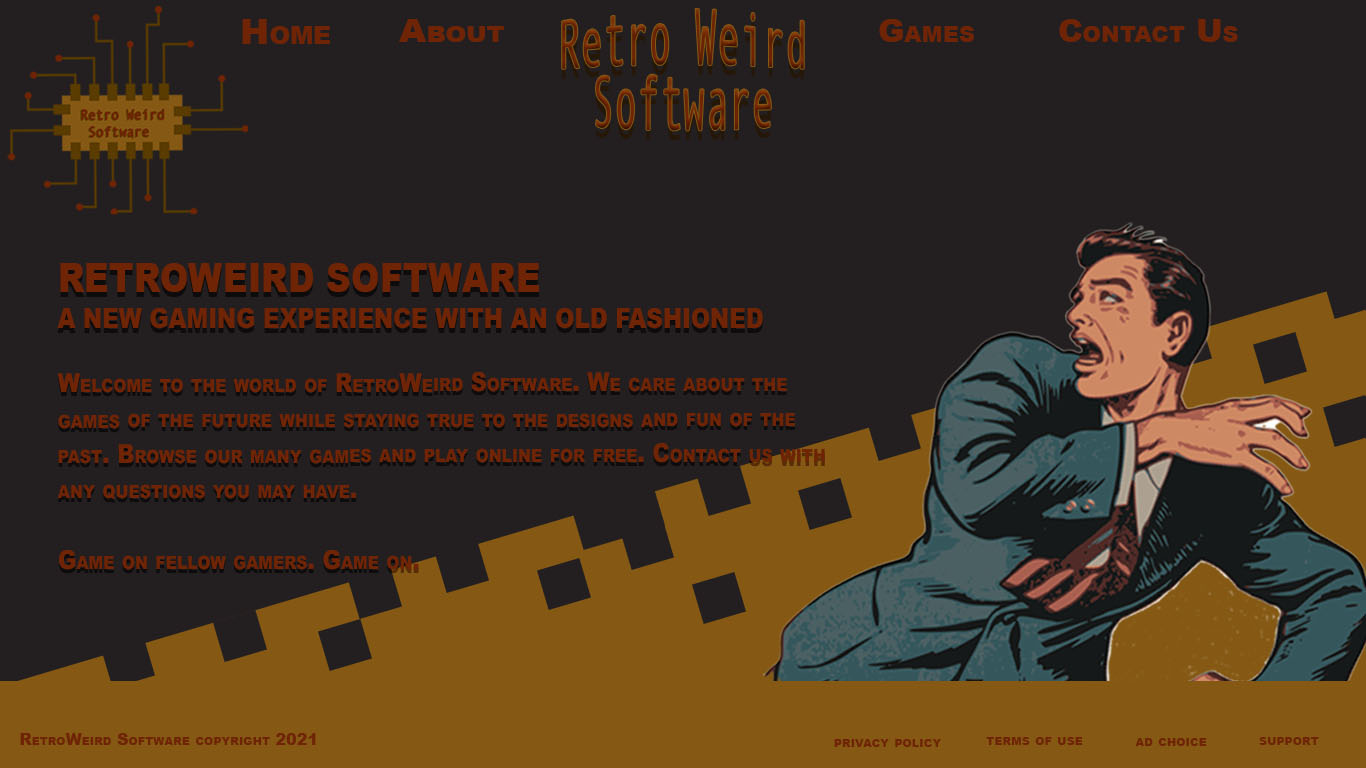 Home About Retro Weird Games Contact Us
Software
Retro Weird
Software
RETROWEIRD SOFTWARE
A NEW GAMING EXPERIENCE WITH AN OLD FASHIONED
Welcome to the world of RetroWeird Software. We care about the
games of the future while staying true to the designs and fun of the
past. Browse our many games and play online for free. Contact us with
any questions you may have.
Game on fellow gamers. Game on.
RetroWeird Software copyright 2021
privacy policy terms of use ad choice support